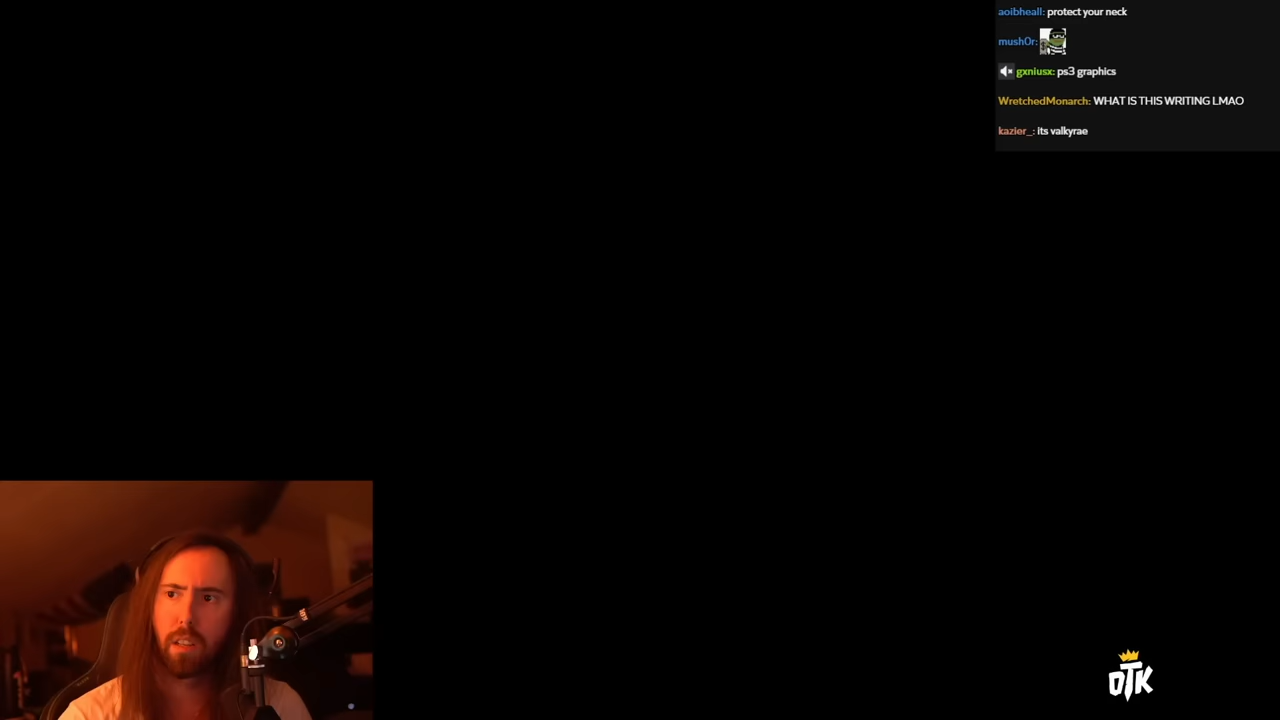 aoibheall: protect your neck
mush0r:
gxniusx: ps3 graphics
WretchedMonarch: WHAT IS THIS WRITING LMAO
kazier_: its valkyrae
OTK